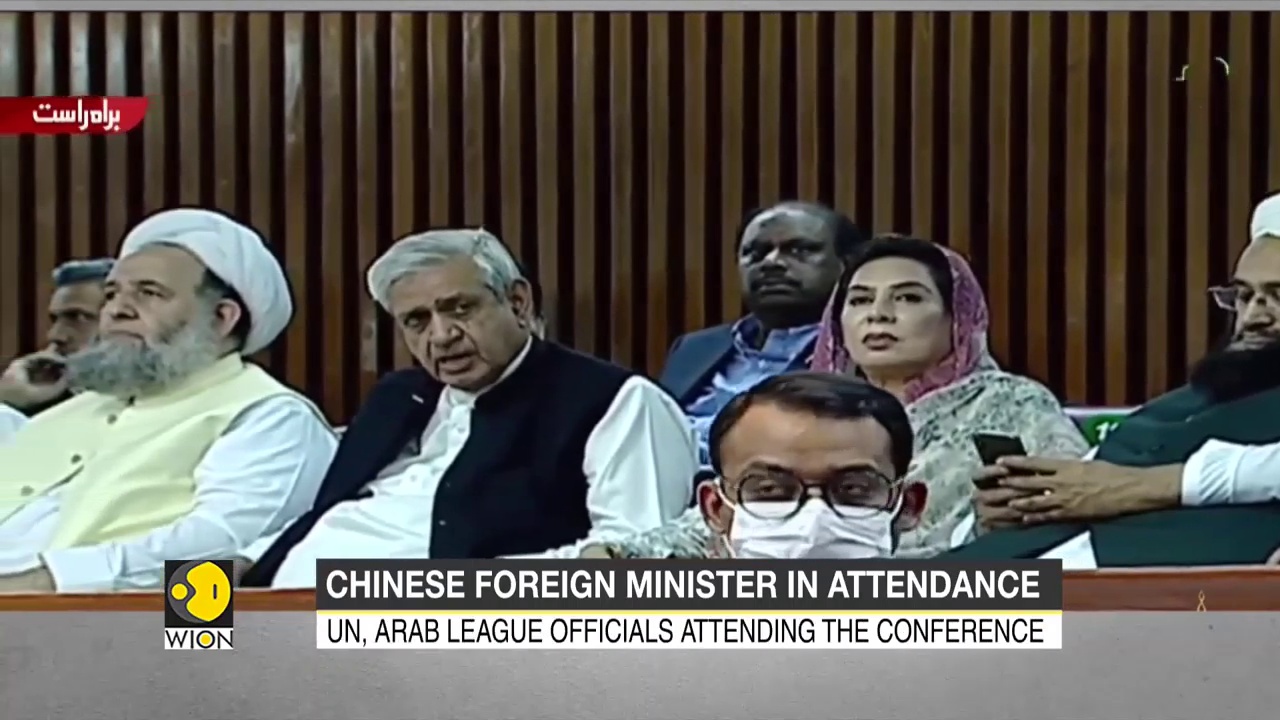 براہ راست
CHINESE FOREIGN MINISTER IN ATTENDANCE
UN, ARAB LEAGUE OFFICIALS ATTENDING THE CONFERENCE
WION